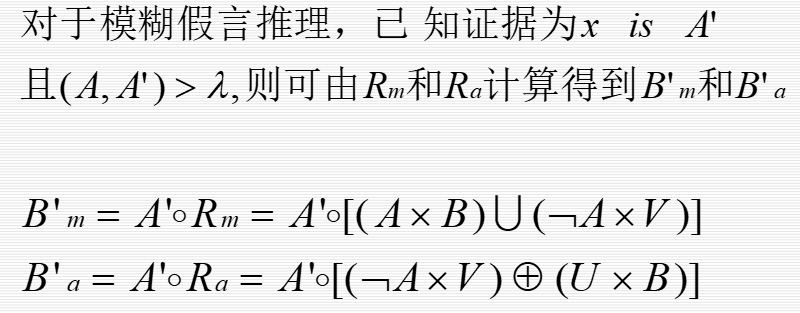 对于模糊假言推理，已 知证据为x is A'
且(A, A') > λ,则可由Rm和Ra计算得到B'm和B'a
B'm = A'∘Rm = A'∘[(A×B)∪(¬A×V)]
B'a = A'∘Ra = A'∘[(¬A×V)⊕(U×B)]